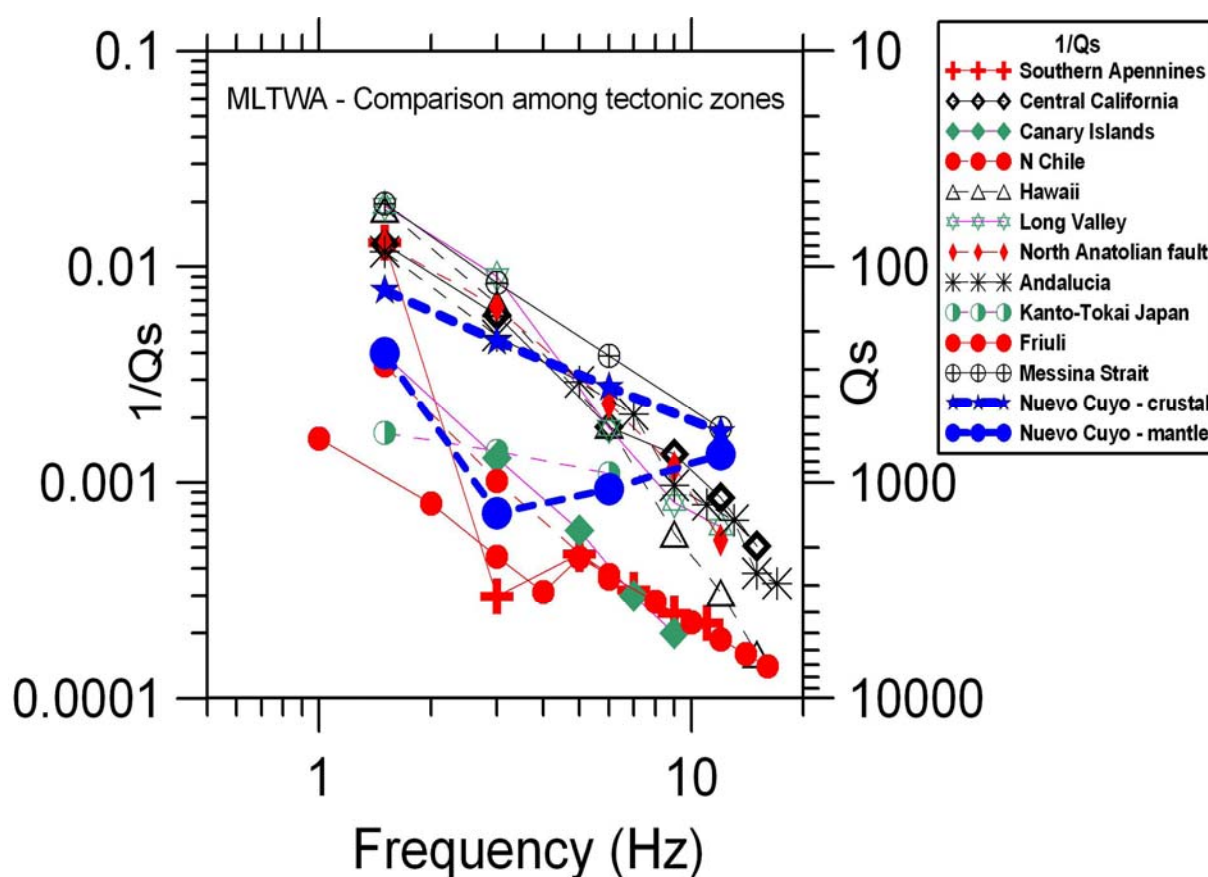 MLTWA - Comparison among tectonic zones
0.1
0.01
0.001
0.0001
1/Qs
10
100
1000
10000
Qs
1
10
Frequency (Hz)
1/Qs
Southern Apennines
Central California
Canary Islands
N Chile
Hawaii
Long Valley
North Anatolian fault
Andalucia
Kanto-Tokai Japan
Friuli
Messina Strait
Nuevo Cuyo - crustal
Nuevo Cuyo - mantle